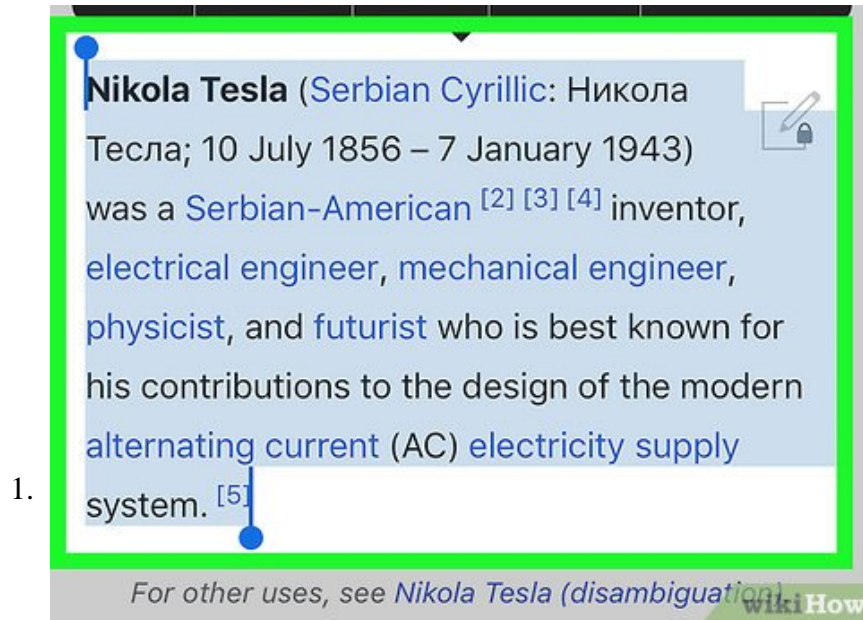 Nikola Tesla (Serbian Cyrillic: Никола
Тесла; 10 July 1856 – 7 January 1943)
was a Serbian-American [2] [3] [4] inventor,
electrical engineer, mechanical engineer,
physicist, and futurist who is best known for
his contributions to the design of the modern
alternating current (AC) electricity supply
1.
system. [5]
For other uses, see Nikola Tesla (disambiguation).
wikiHow